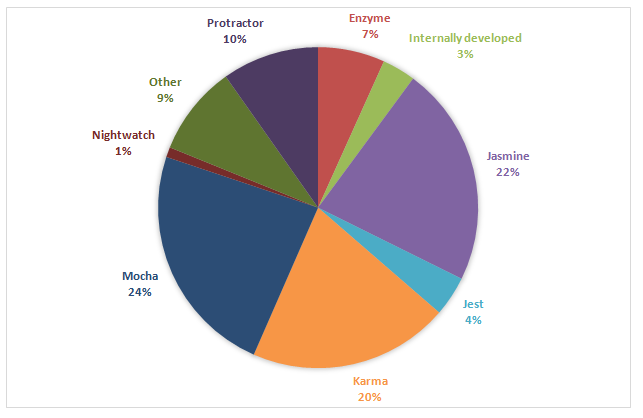 Protractor
10%
Enzyme
7%
Internally developed
3%
Other
9%
Nightwatch
1%
Jasmine
22%
Mocha
24%
Jest
4%
Karma
20%